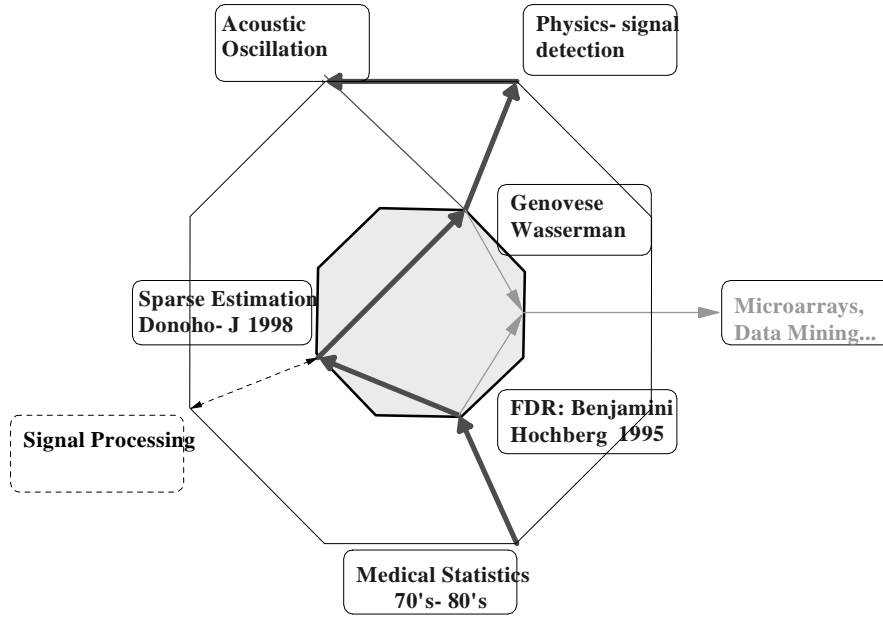 Acoustic
Oscillation
Physics- signal
detection
Genovese
Wasserman
Sparse Estimation
Donoho- J 1998
Microarrays,
Data Mining...
FDR: Benjamini
Hochberg 1995
Signal Processing
Medical Statistics
70's- 80's